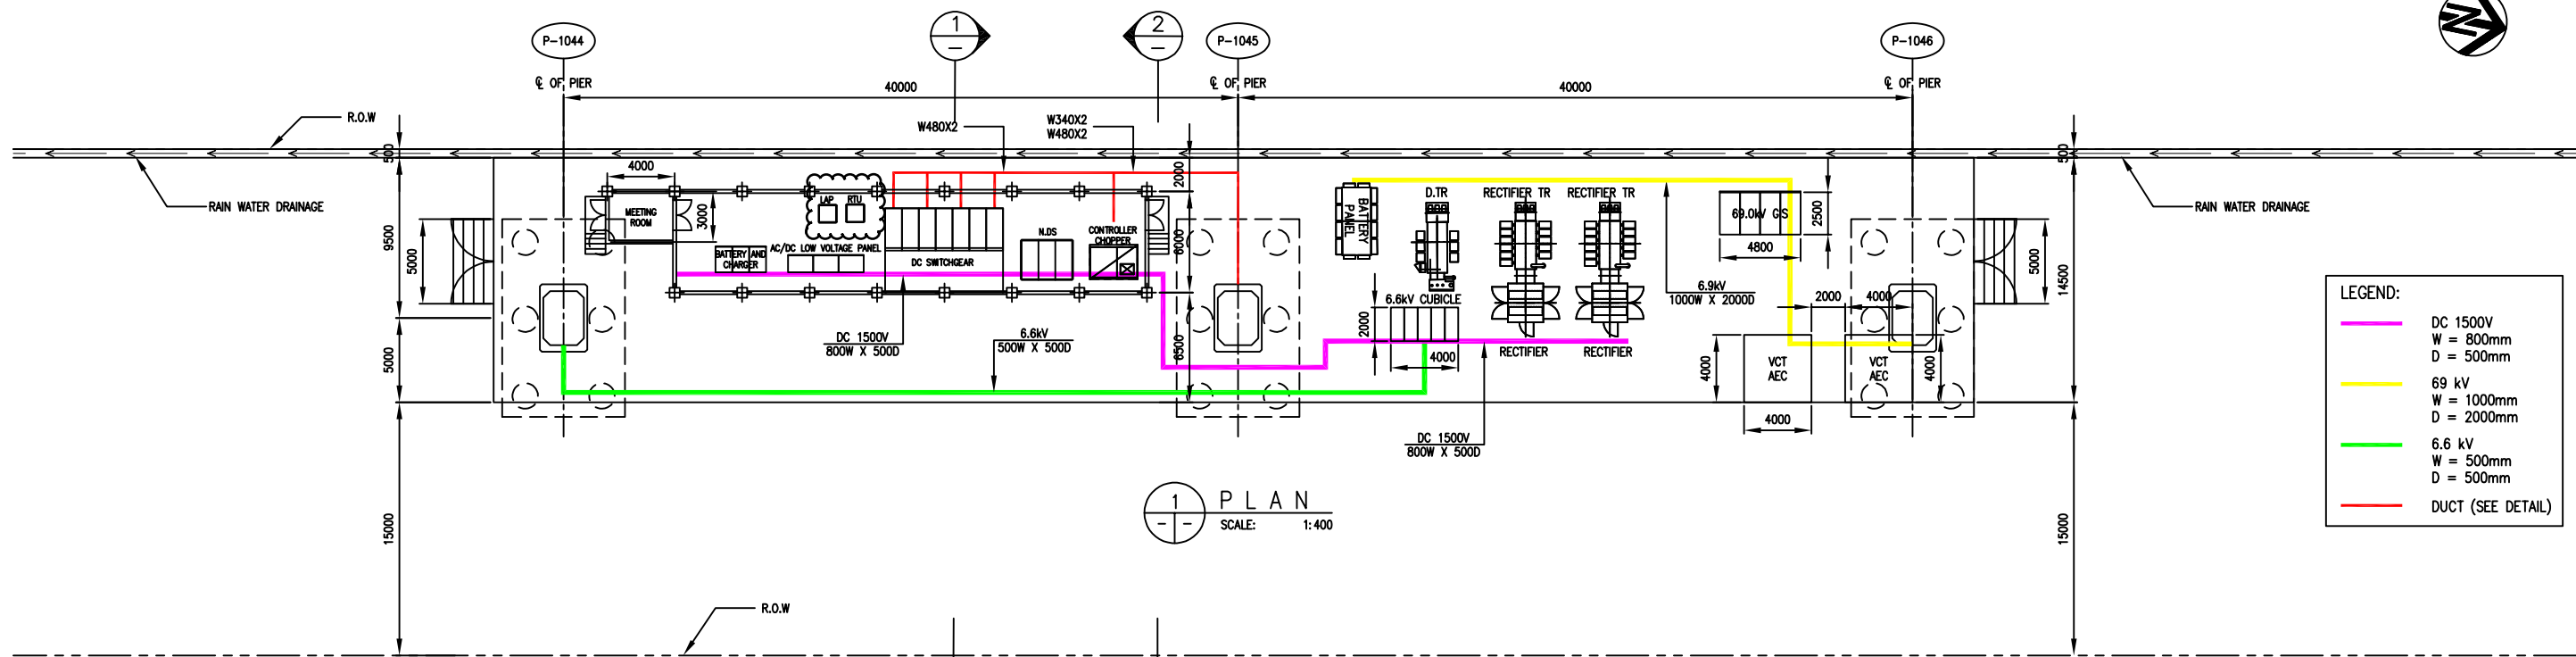 1
2
P-1044
P-1045
P-1046
N
℄ OF PIER
℄ OF PIER
℄ OF PIER
40000
40000
R.O.W
W480X2
W340X2
W480X2
500
4000
2000
500
RAIN WATER DRAINAGE
RAIN WATER DRAINAGE
MEETING
ROOM
3000
LAP
RTU
BATTERY AND
CHARGER
AC/DC LOW VOLTAGE PANEL
DC SWITCHGEAR
N.DS
CONTROLLER
CHOPPER
6000
9500
5000
BATTERY
PANEL
D.TR
RECTIFIER TR
RECTIFIER TR
69.0kV GIS
2500
4800
5000
14500
6.9kV
1000W X 2000D
6.6kV CUBICLE
2000
4000
2000
4000
RECTIFIER
RECTIFIER
DC 1500V
800W X 500D
6.6kV
500W X 500D
6500
5000
4000
VCT
AEC
VCT
AEC
4000
4000
DC 1500V
800W X 500D
15000
15000
1
- -
PLAN
SCALE: 1:400
R.O.W
LEGEND:
DC 1500V
W = 800mm
D = 500mm
69 kV
W = 1000mm
D = 2000mm
6.6 kV
W = 500mm
D = 500mm
DUCT (SEE DETAIL)